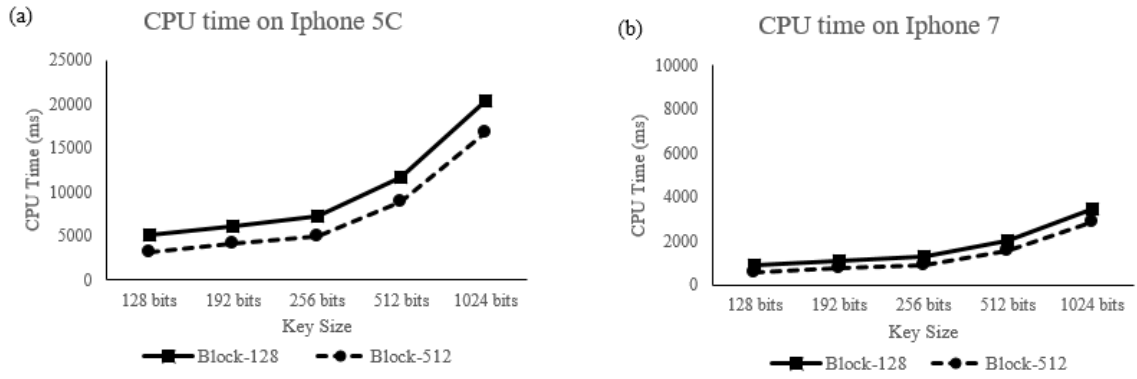 (a)
CPU time on Iphone 5C
25000
20000
15000
10000
5000
0
CPU Time (ms)
128 bits 192 bits 256 bits 512 bits 1024 bits
Key Size
Block-128 Block-512
(b)
CPU time on Iphone 7
10000
8000
6000
4000
2000
0
CPU Time (ms)
128 bits 192 bits 256 bits 512 bits 1024 bits
Key Size
Block-128 Block-512